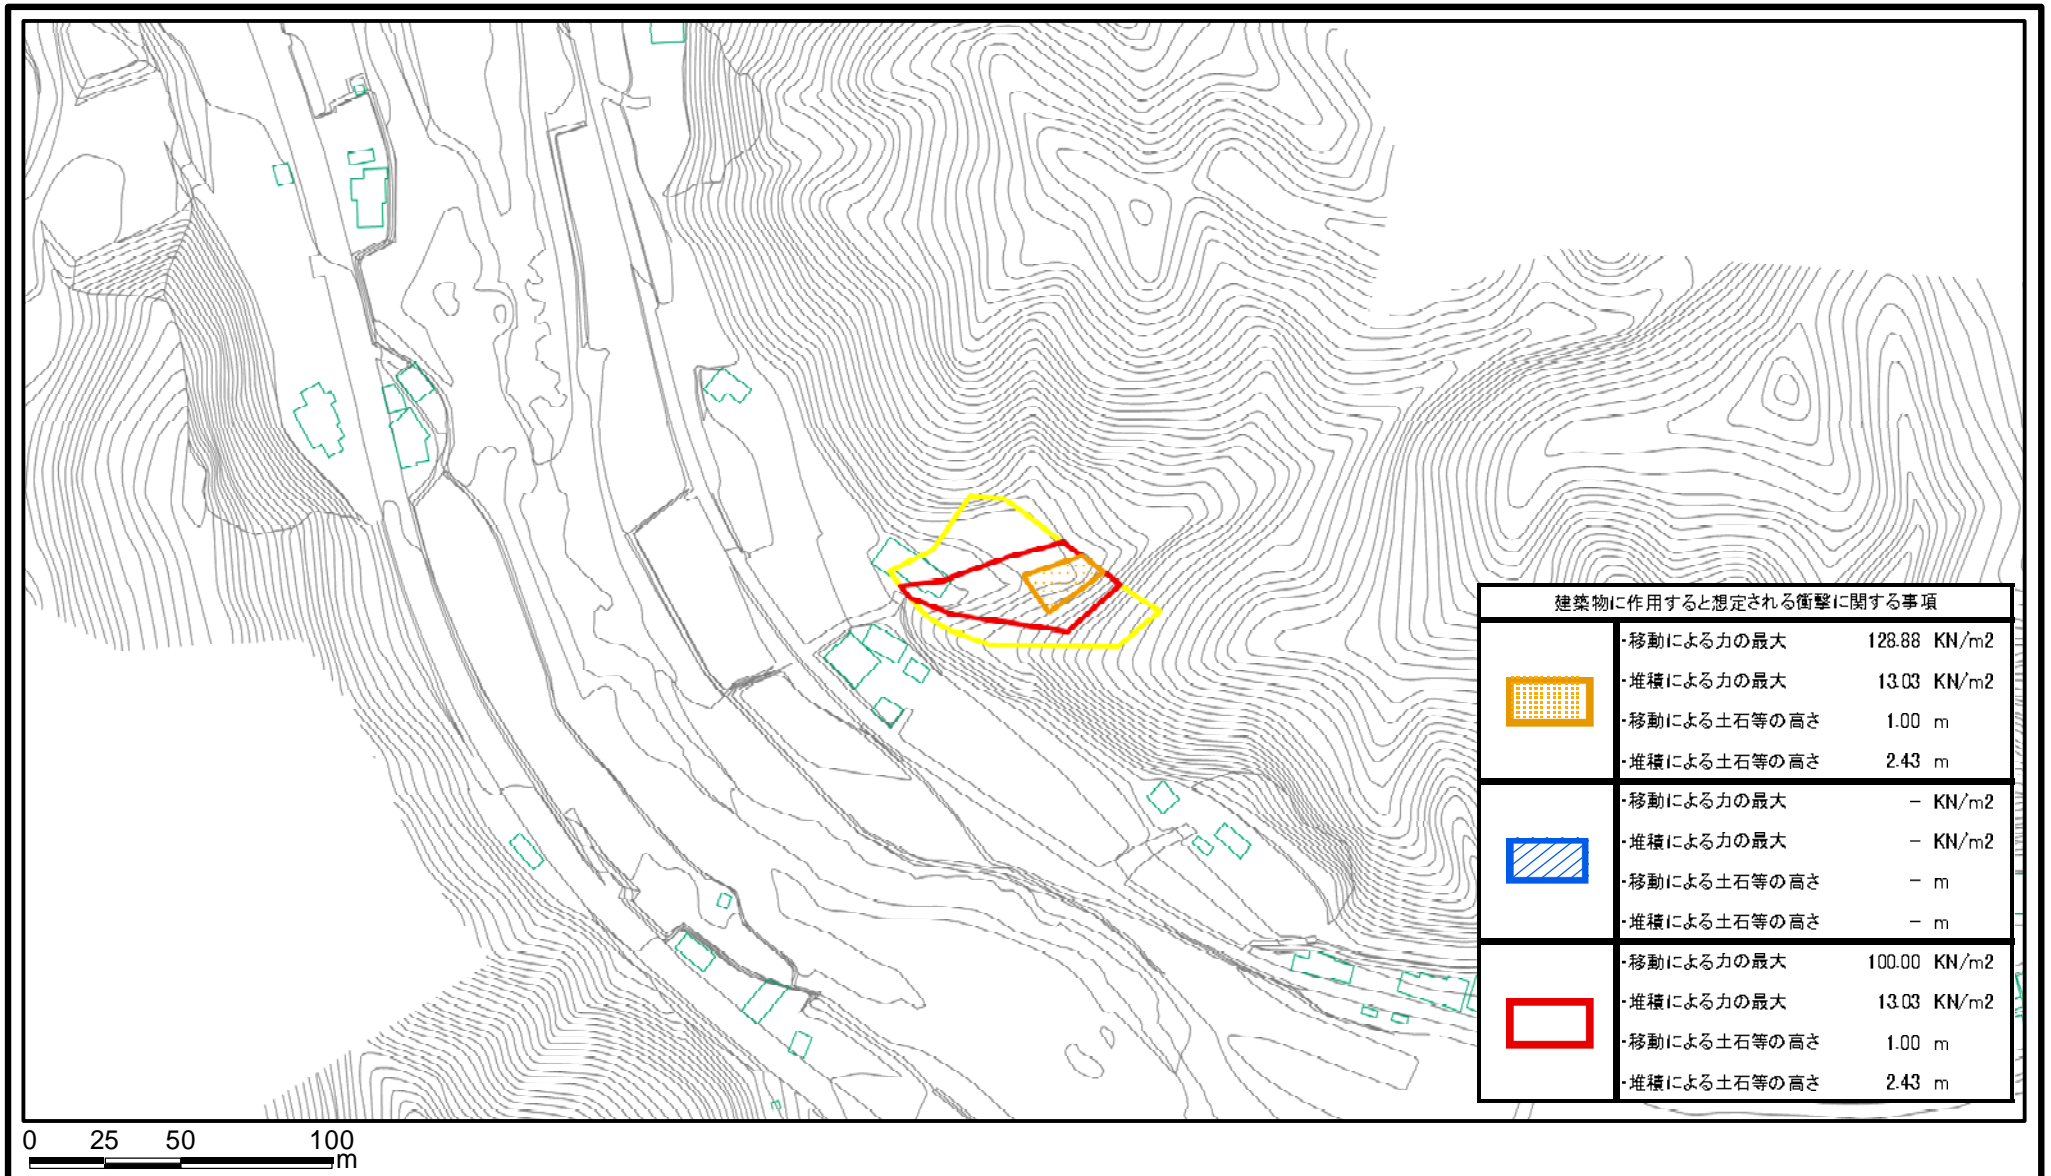 建築物に作用すると想定される衝撃に関する事項
・移動による力の最大 128.88 KN/m2
・堆積による力の最大 13.03 KN/m2
・移動による土石等の高さ 1.00 m
・堆積による土石等の高さ 2.43 m
・移動による力の最大 - KN/m2
・堆積による力の最大 - KN/m2
・移動による土石等の高さ - m
・堆積による土石等の高さ - m
・移動による力の最大 100.00 KN/m2
・堆積による力の最大 13.03 KN/m2
・移動による土石等の高さ 1.00 m
・堆積による土石等の高さ 2.43 m
0 25 50 100
m